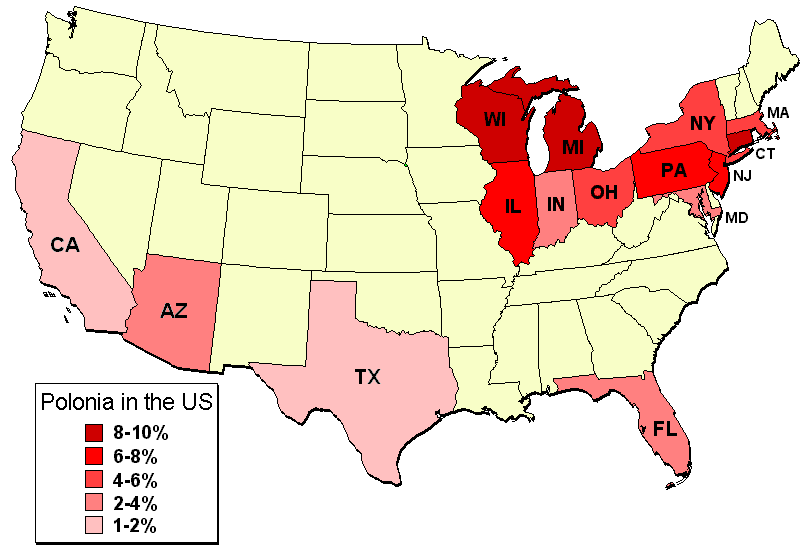 MA
NY
WI
MI
CT
PA
NJ
OH
IN
IL
MD
CA
AZ
TX
FL
Polonia in the US
8-10%
6-8%
4-6%
2-4%
1-2%